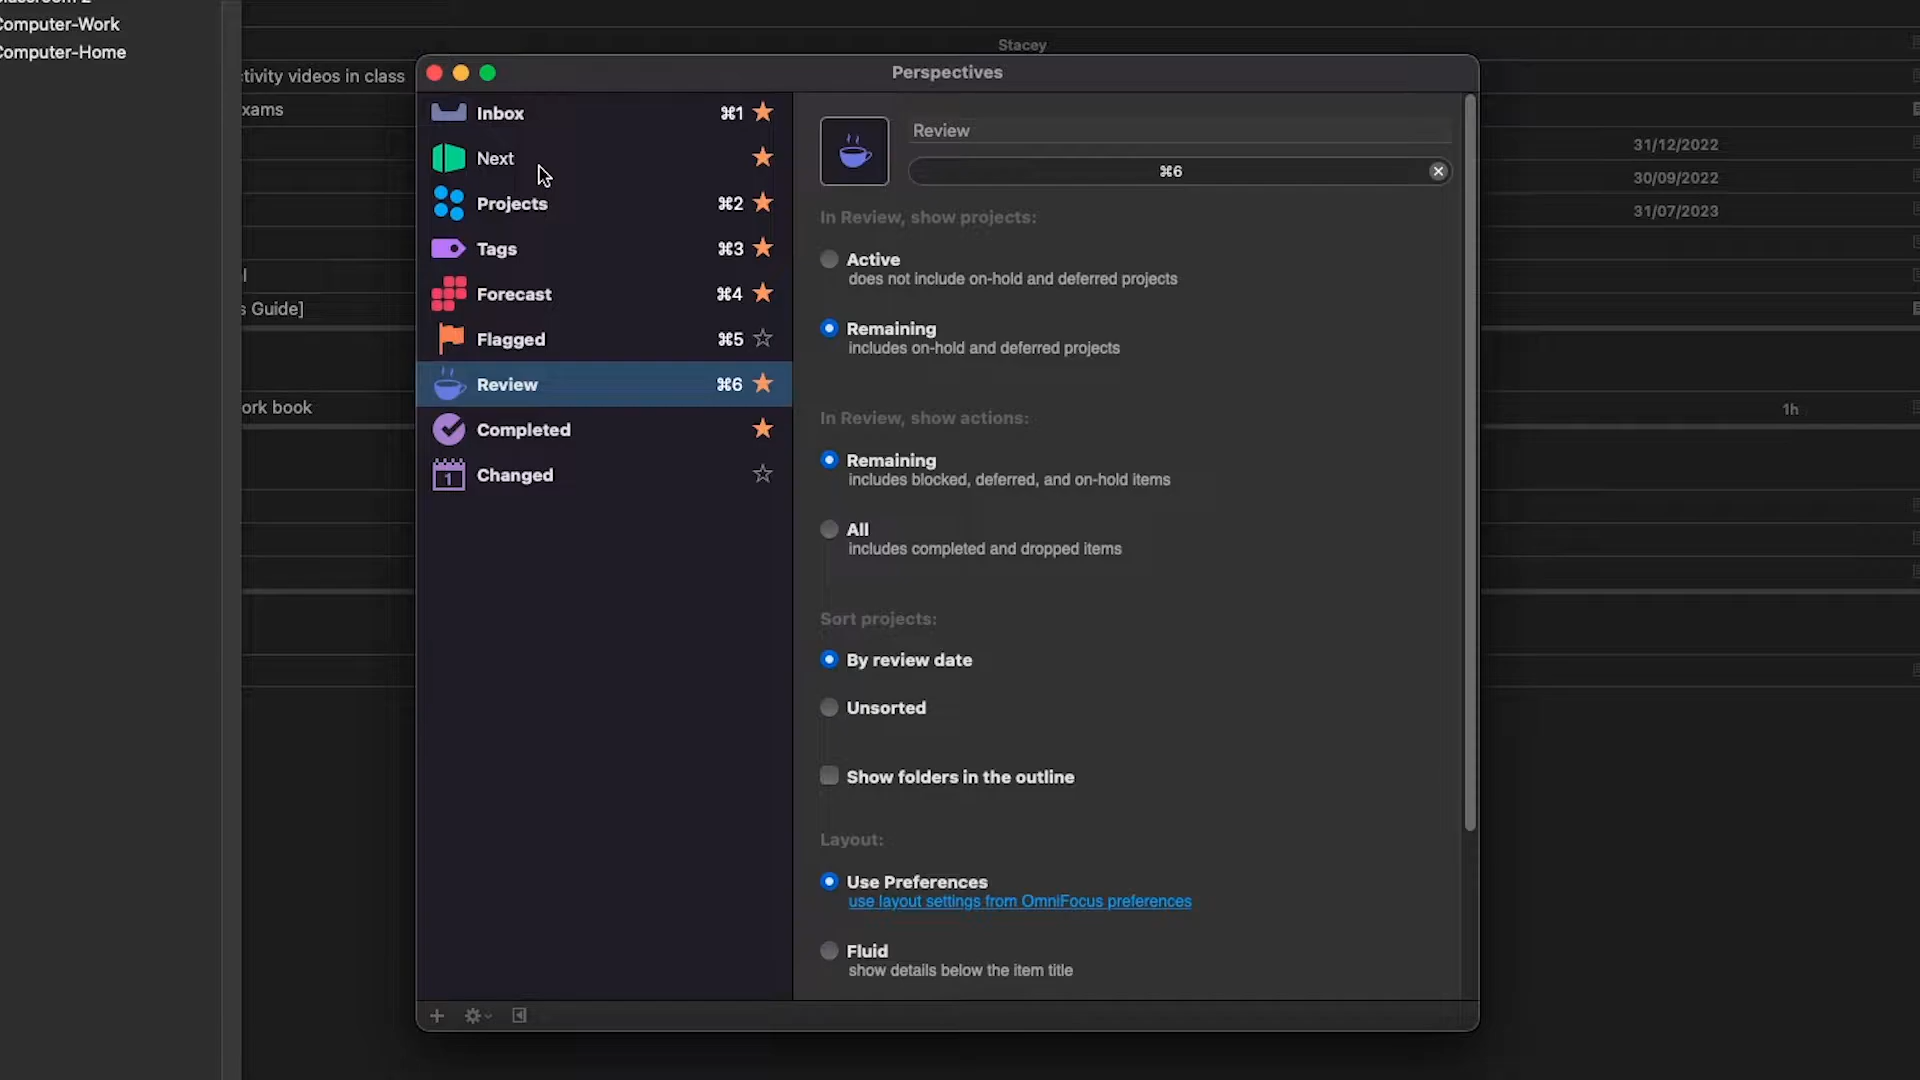 Computer-Work
Computer-Home
Stacey
ctivity videos in class
xams
31/12/2022
30/09/2022
31/07/2023
l
s Guide]
ork book
1h
Perspectives
Inbox ⌘1
Next
Projects ⌘2
Tags ⌘3
Forecast ⌘4
Flagged ⌘5
Review ⌘6
Completed
1 Changed
Review
⌘6
In Review, show projects:
Active
does not include on-hold and deferred projects
Remaining
includes on-hold and deferred projects
In Review, show actions:
Remaining
includes blocked, deferred, and on-hold items
All
includes completed and dropped items
Sort projects:
By review date
Unsorted
Show folders in the outline
Layout:
Use Preferences
use layout settings from OmniFocus preferences
Fluid
show details below the item title